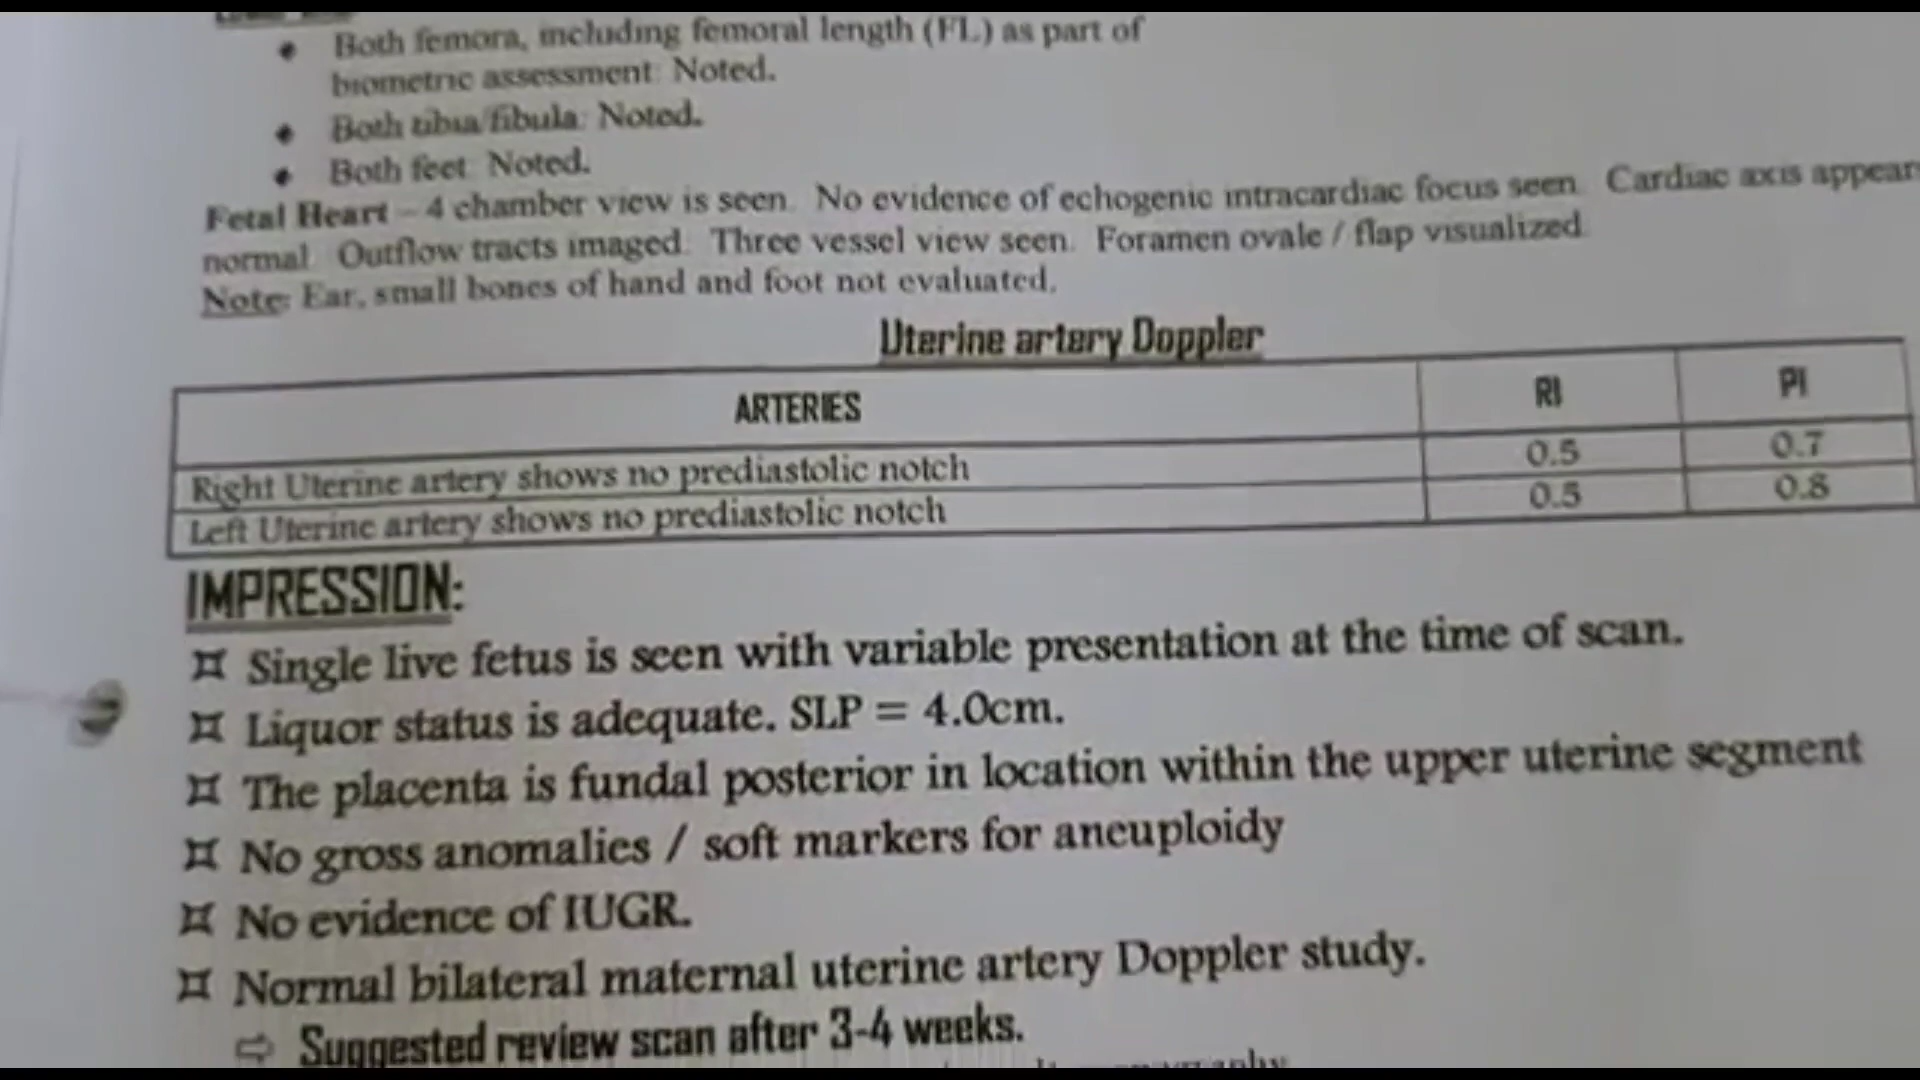 • Both femora, including femoral length (FL) as part of
biometric assessment: Noted.
• Both tibia/fibula: Noted.
• Both feet: Noted.
Fetal Heart – 4 chamber view is seen. No evidence of echogenic intracardiac focus seen. Cardiac axis appears
normal. Outflow tracts imaged. Three vessel view seen. Foramen ovale / flap visualized.
Note: Ear, small bones of hand and foot not evaluated.
Uterine artery Doppler
ARTERIES RI PI
Right Uterine artery shows no prediastolic notch 0.5 0.7
Left Uterine artery shows no prediastolic notch 0.5 0.8
IMPRESSION:
¤ Single live fetus is seen with variable presentation at the time of scan.
¤ Liquor status is adequate. SLP = 4.0cm.
¤ The placenta is fundal posterior in location within the upper uterine segment
¤ No gross anomalies / soft markers for aneuploidy
¤ No evidence of IUGR.
¤ Normal bilateral maternal uterine artery Doppler study.
⇨ Suggested review scan after 3-4 weeks.